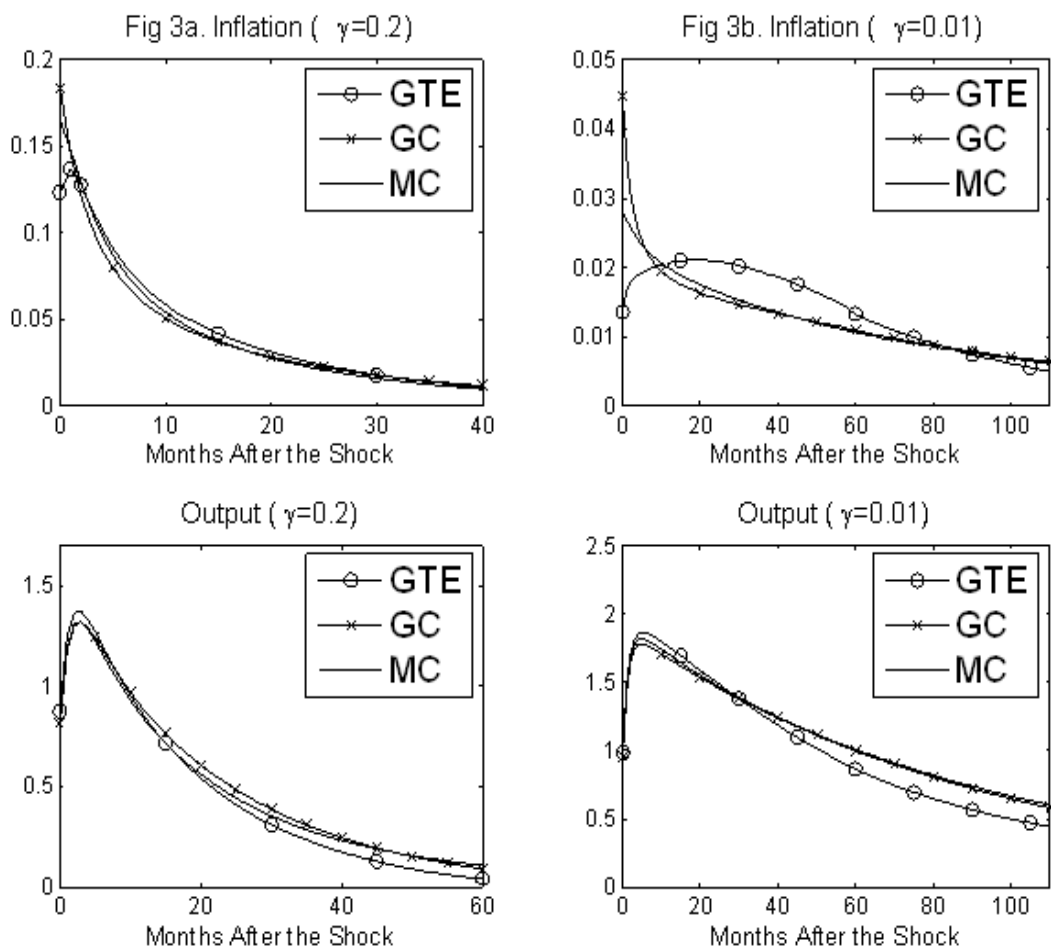 Fig 3a. Inflation ( γ=0.2)
0.2
0.15
0.1
0.05
0
GTE
GC
MC
0 10 20 30 40
Months After the Shock
Fig 3b. Inflation ( γ=0.01)
0.05
0.04
0.03
0.02
0.01
0
GTE
GC
MC
0 20 40 60 80 100
Months After the Shock
Output ( γ=0.2)
1.5
1
0.5
0
GTE
GC
MC
0 20 40 60
Months After the Shock
Output ( γ=0.01)
2.5
2
1.5
1
0.5
0
GTE
GC
MC
0 20 40 60 80 100
Months After the Shock